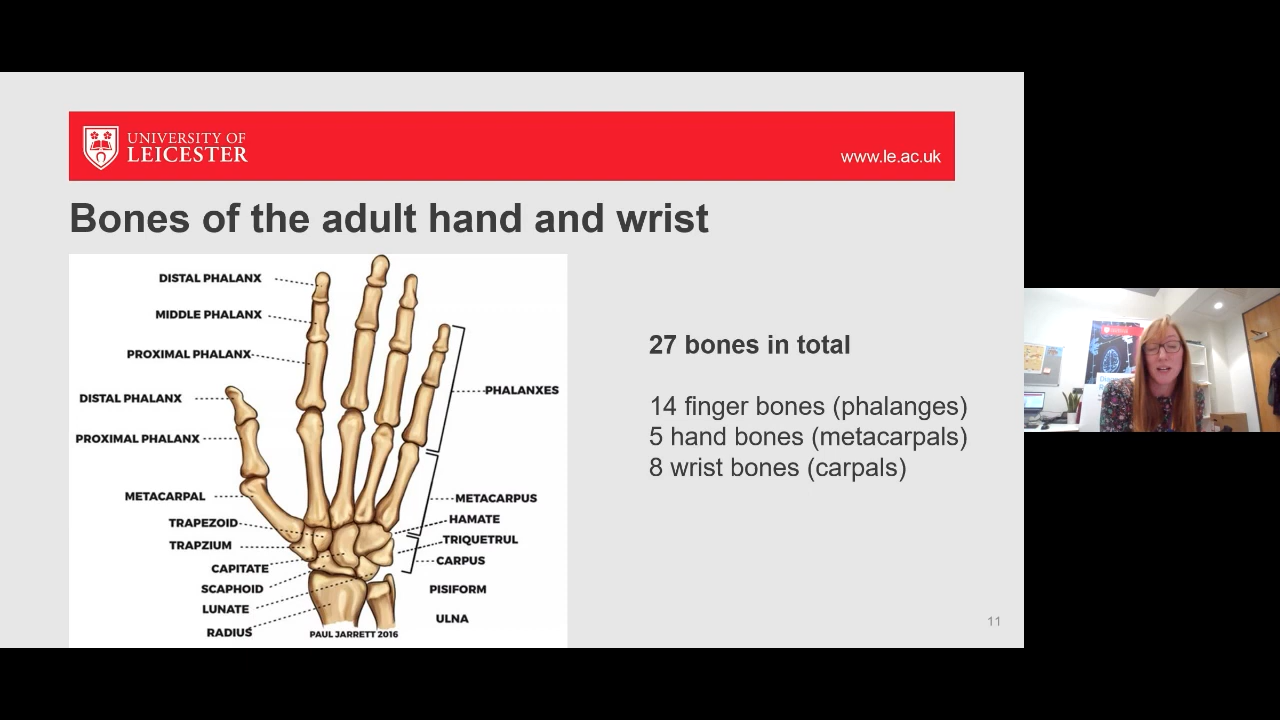 UNIVERSITY OF
LEICESTER
www.le.ac.uk
Bones of the adult hand and wrist
DISTAL PHALANX
MIDDLE PHALANX
PROXIMAL PHALANX
DISTAL PHALANX
PROXIMAL PHALANX
METACARPAL
TRAPEZOID
TRAPZIUM
CAPITATE
SCAPHOID
LUNATE
RADIUS
PHALANXES
METACARPUS
HAMATE
TRIQUETRUL
CARPUS
PISIFORM
ULNA
PAUL JARRETT 2016
27 bones in total
14 finger bones (phalanges)
5 hand bones (metacarpals)
8 wrist bones (carpals)
11